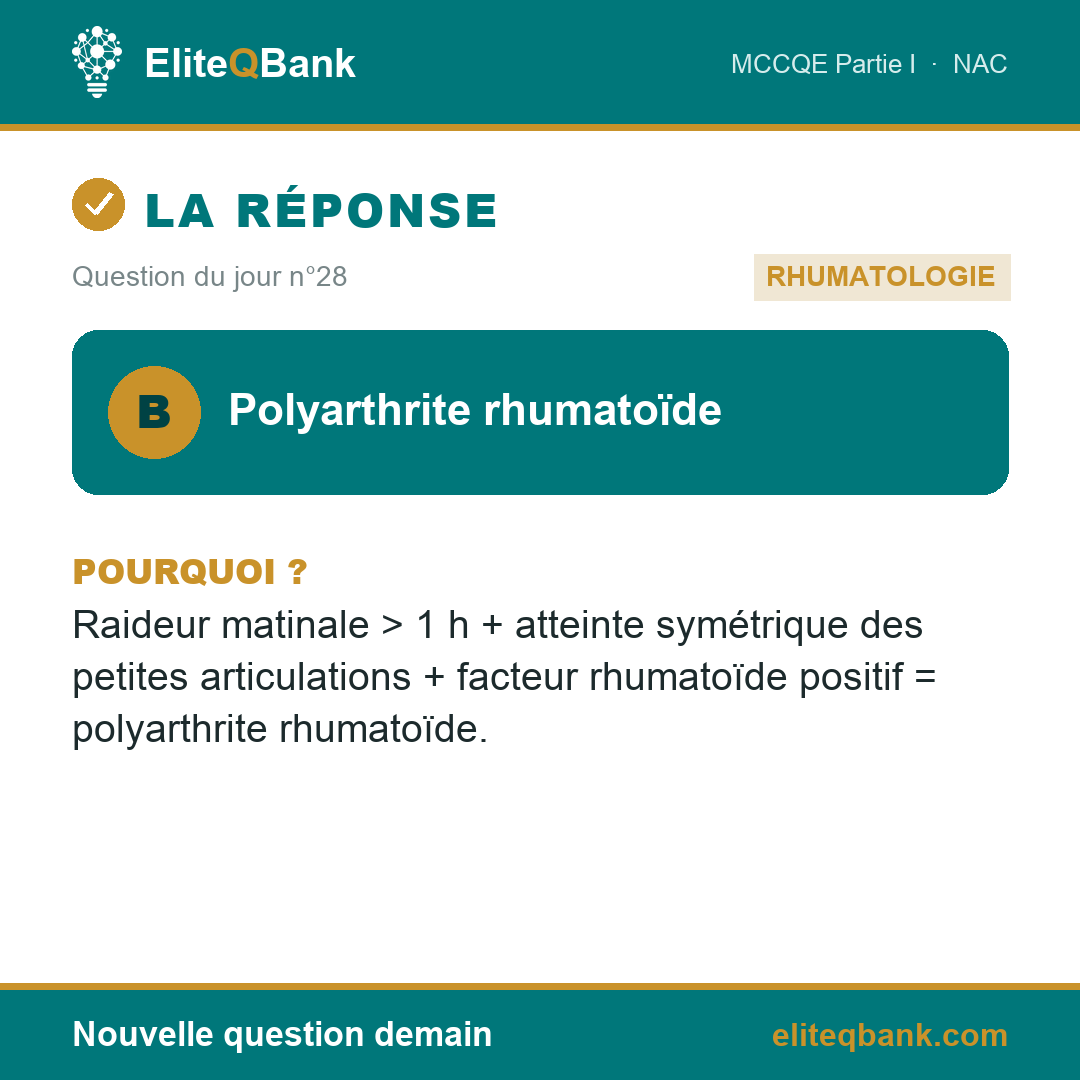 EliteQBank
MCCQE Partie I · NAC
LA RÉPONSE
Question du jour n°28
RHUMATOLOGIE
B
Polyarthrite rhumatoïde
POURQUOI ?
Raideur matinale > 1 h + atteinte symétrique des
petites articulations + facteur rhumatoïde positif =
polyarthrite rhumatoïde.
Nouvelle question demain
eliteqbank.com